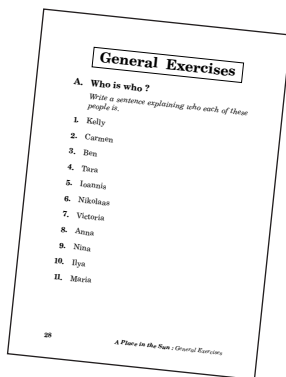 General Exercises
A. Who is who ?
Write a sentence explaining who each of these
people is.
1. Kelly
2. Carmen
3. Ben
4. Tara
5. Ioannis
6. Nikolaas
7. Victoria
8. Anna
9. Nina
10. Ilya
11. Maria
28
A Place in the Sun : General Exercises